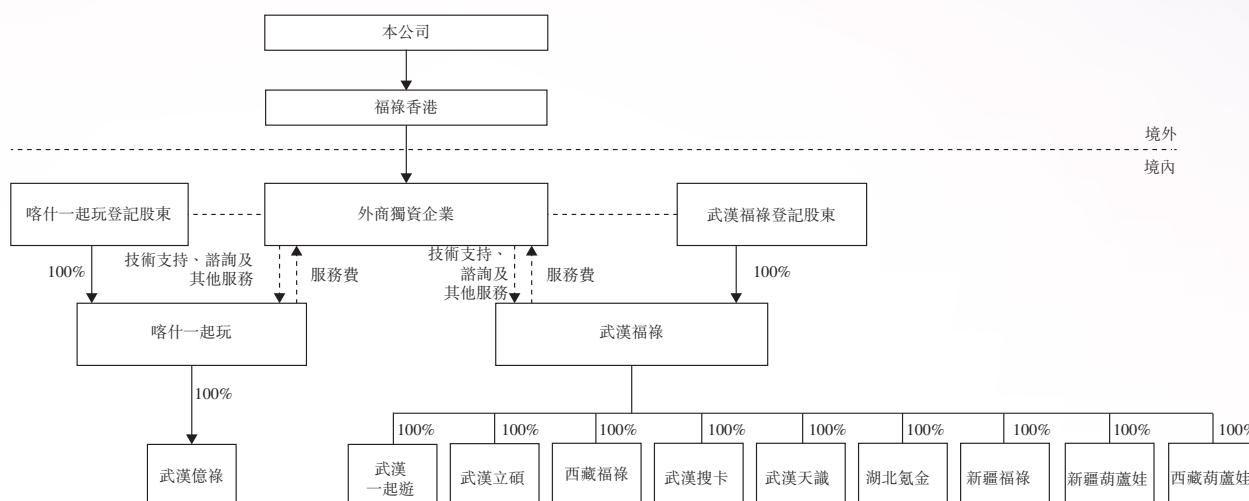 本公司
福祿香港
境外
境內
喀什一起玩登記股東
外商獨資企業
武漢福祿登記股東
100%
技術支持、諮詢及
其他服務
服務費
技術支持、
諮詢及
其他服務
服務費
100%
喀什一起玩
武漢福祿
100%
100%
100%
100%
100%
100%
100%
100%
100%
100%
武漢億祿
武漢
一起遊
武漢立碩
西藏福祿
武漢搜卡
武漢天識
湖北氪金
新疆福祿
新疆葫蘆娃
西藏葫蘆娃